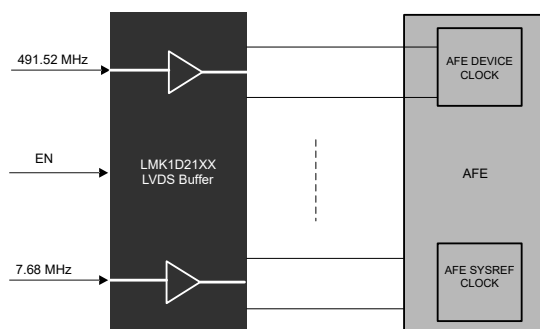 491.52 MHz
EN
7.68 MHz
LMK1D21XX
LVDS Buffer
AFE DEVICE
CLOCK
AFE
AFE SYSREF
CLOCK